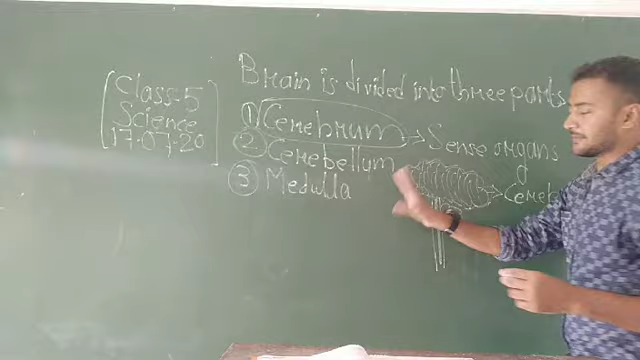 Class-5
Science
17.07.20
Brain is divided into three parts
① Cerebrum → Sense organs
② Cerebellum
③ Medulla
→ Cereb